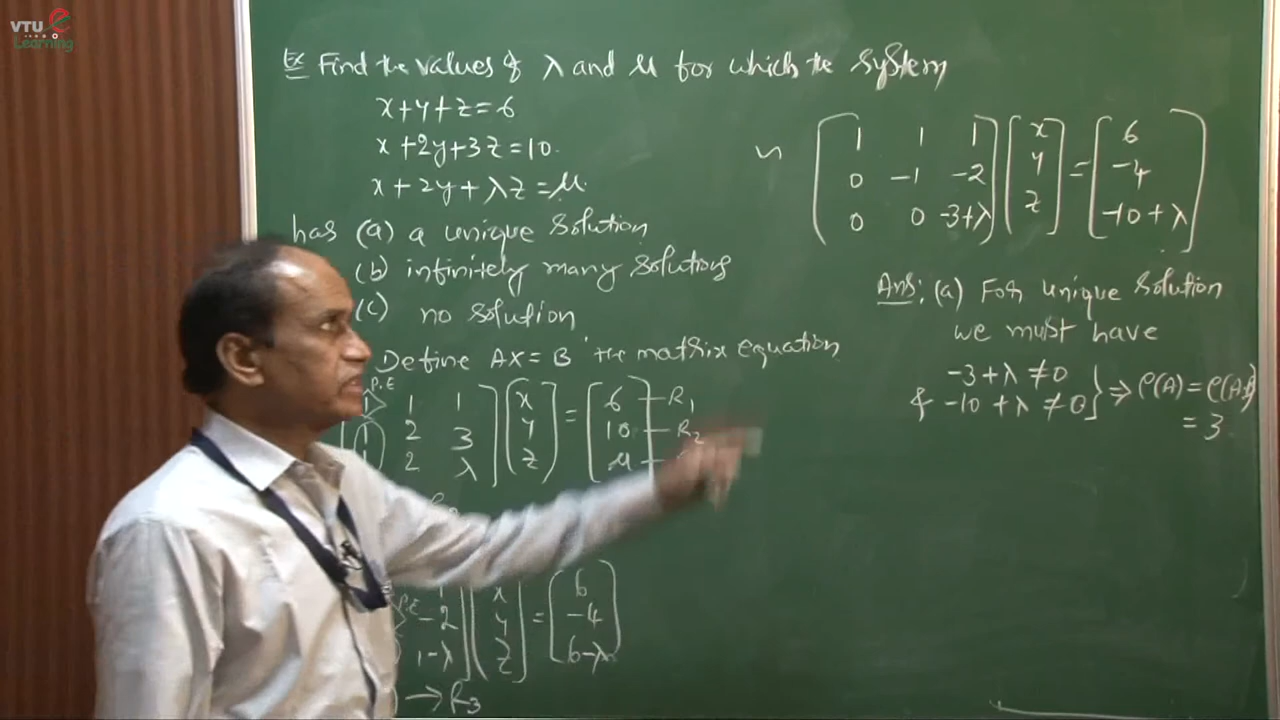 VTU e
Learning
Ex Find the values of λ and μ for which the system
x+y+z=6
x+2y+3z=10.
x+2y+λz=μ.
has (a) a unique solution
(b) infinitely many solutions
(c) no solution
Define AX=B the matrix equation
P.E
1 1 1 x = 6 — R1
1 2 3 y 10 — R2
1 2 λ z μ —
x 6
P.E -2 y = -4
1-λ z 6-λ
→ R3
~ 1 1 1 x 6
0 -1 -2 y = -4
0 0 -3+λ z -10+λ
Ans: (a) For unique solution
we must have
-3+λ ≠0
& -10+λ ≠0 } ⇒ ρ(A) = ρ(A,B)
= 3.